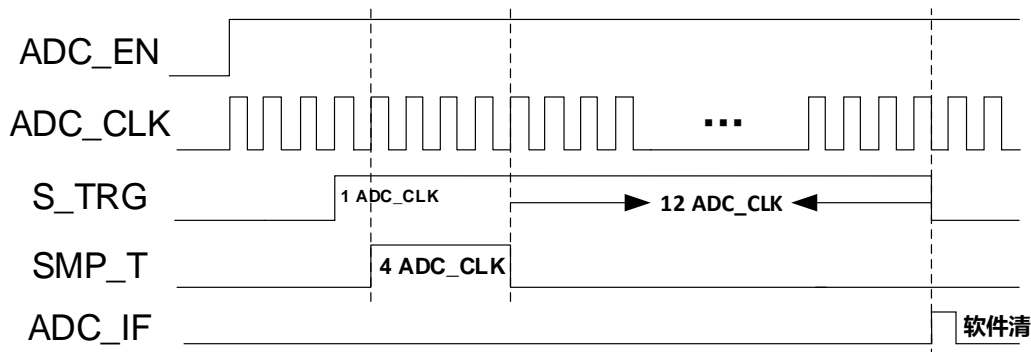 ADC_EN
ADC_CLK
...
S_TRG
1 ADC_CLK
12 ADC_CLK
SMP_T
4 ADC_CLK
ADC_IF
软件清